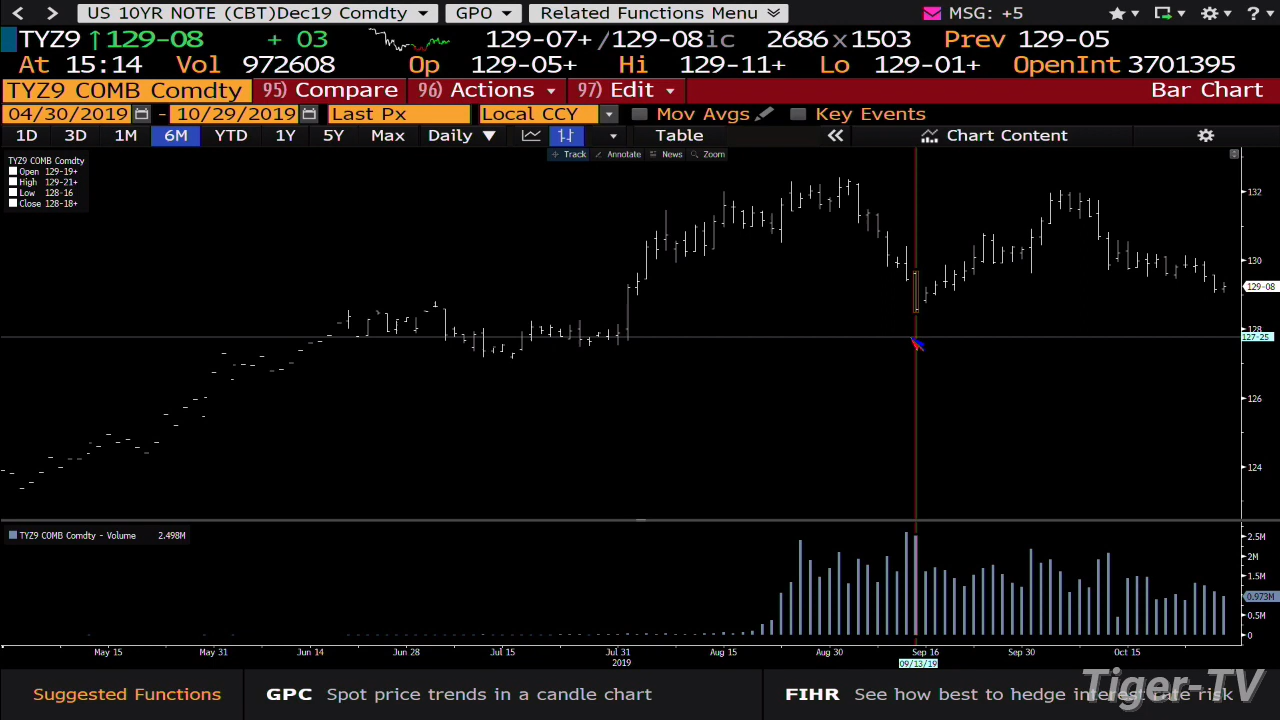 US 10YR NOTE (CBT)Dec19 Comdty GPO Related Functions Menu MSG: +5
TYZ9 ↑129-08 + 03 129-07+/129-08ic 2686x1503 Prev 129-05
At 15:14 Vol 972608 Op 129-05+ Hi 129-11+ Lo 129-01+ OpenInt 3701395
TYZ9 COMB Comdty 95) Compare 96) Actions 97) Edit Bar Chart
04/30/2019 - 10/29/2019 Last Px Local CCY Mov Avgs Key Events
1D 3D 1M 6M YTD 1Y 5Y Max Daily ▼ Table « Chart Content
Track Annotate News Zoom
TYZ9 COMB Comdty
Open 129-19+
High 129-21+
Low 128-16
Close 128-18+
132
130
129-08
128
127-25
126
124
TYZ9 COMB Comdty - Volume 2.498M
2.5M
2M
1.5M
0.973M
0.5M
0
May 15 May 31 Jun 14 Jun 28 Jul 15 Jul 31 Aug 15 Aug 30 Sep 16 Sep 30 Oct 15
2019 09/13/19
Suggested Functions GPC Spot price trends in a candle chart FIHR See how best to hedge interest rate risk
Tiger-TV